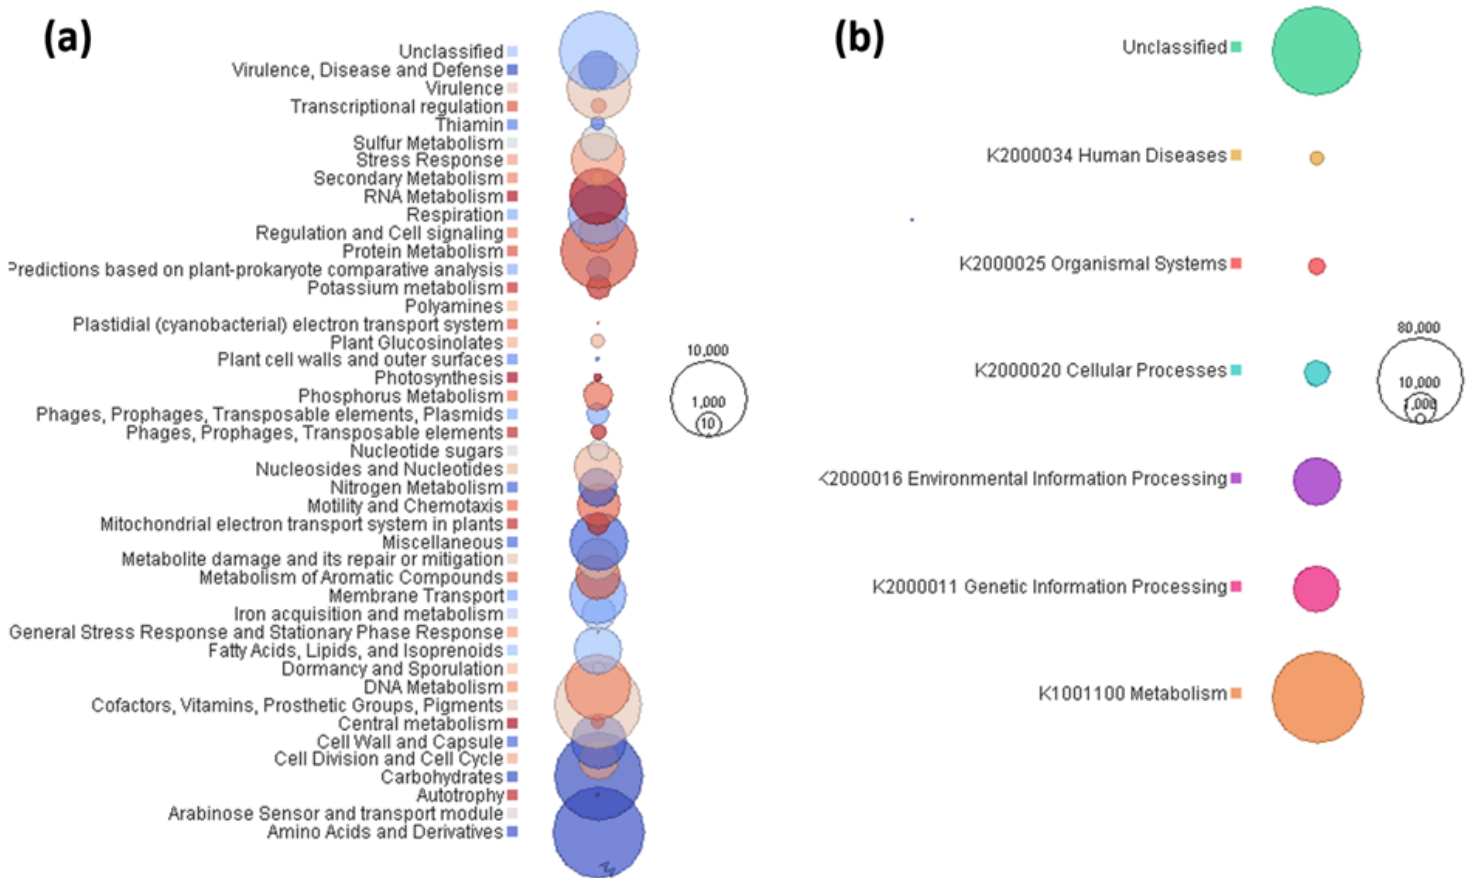 (a)
Unclassified
Virulence, Disease and Defense
Virulence
Transcriptional regulation
Thiamin
Sulfur Metabolism
Stress Response
Secondary Metabolism
RNA Metabolism
Respiration
Regulation and Cell signaling
Protein Metabolism
Predictions based on plant-prokaryote comparative analysis
Potassium metabolism
Polyamines
Plastidial (cyanobacterial) electron transport system
Plant Glucosinolates
Plant cell walls and outer surfaces
Photosynthesis
Phosphorus Metabolism
Phages, Prophages, Transposable elements, Plasmids
Phages, Prophages, Transposable elements
Nucleotide sugars
Nucleosides and Nucleotides
Nitrogen Metabolism
Motility and Chemotaxis
Mitochondrial electron transport system in plants
Miscellaneous
Metabolite damage and its repair or mitigation
Metabolism of Aromatic Compounds
Membrane Transport
Iron acquisition and metabolism
General Stress Response and Stationary Phase Response
Fatty Acids, Lipids, and Isoprenoids
Dormancy and Sporulation
DNA Metabolism
Cofactors, Vitamins, Prosthetic Groups, Pigments
Central metabolism
Cell Wall and Capsule
Cell Division and Cell Cycle
Carbohydrates
Autotrophy
Arabinose Sensor and transport module
Amino Acids and Derivatives
10,000
1,000
10
(b)
Unclassified
K2000034 Human Diseases
K2000025 Organismal Systems
K2000020 Cellular Processes
K2000016 Environmental Information Processing
K2000011 Genetic Information Processing
K1001100 Metabolism
80,000
10,000
1,000